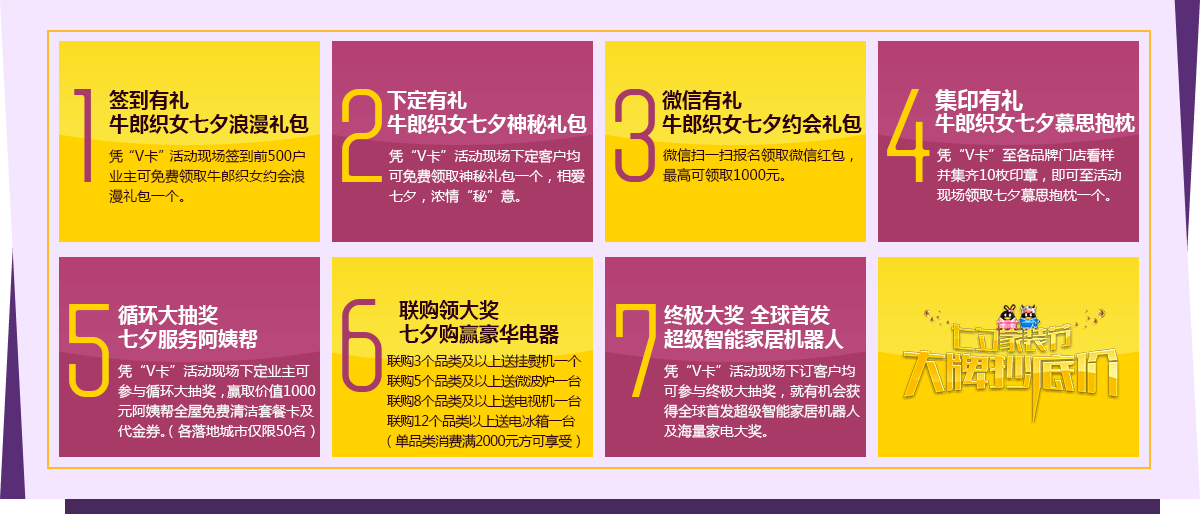 1
签到有礼
牛郎织女七夕浪漫礼包
凭“V卡”活动现场签到前500户
业主可免费领取牛郎织女约会浪
漫礼包一个。
2
下定有礼
牛郎织女七夕神秘礼包
凭“V卡”活动现场下定客户均
可免费领取神秘礼包一个，相爱
七夕，浓情“秘”意。
3
微信有礼
牛郎织女七夕约会礼包
微信扫一扫报名领取微信红包，
最高可领取1000元。
4
集印有礼
牛郎织女七夕慕思抱枕
凭“V卡”至各品牌门店看样
并集齐10枚印章，即可至活动
现场领取七夕慕思抱枕一个。
5
循环大抽奖
七夕服务阿姨帮
凭“V卡”活动现场下定业主可
参与循环大抽奖，赢取价值1000
元阿姨帮全屋免费清洁套餐卡及
代金券。（各落地城市仅限50名）
6
联购领大奖
七夕购赢豪华电器
联购3个品类及以上送挂熨机一个
联购5个品类及以上送微波炉一台
联购8个品类及以上送电视机一台
联购12个品类以上送电冰箱一台
（单品类消费满2000元方可享受）
7
终极大奖 全球首发
超级智能家居机器人
凭“V卡”活动现场下订客户均
可参与终极大抽奖，就有机会获
得全球首发超级智能家居机器人
及海量家电大奖。
七夕家装节
大牌抄底价